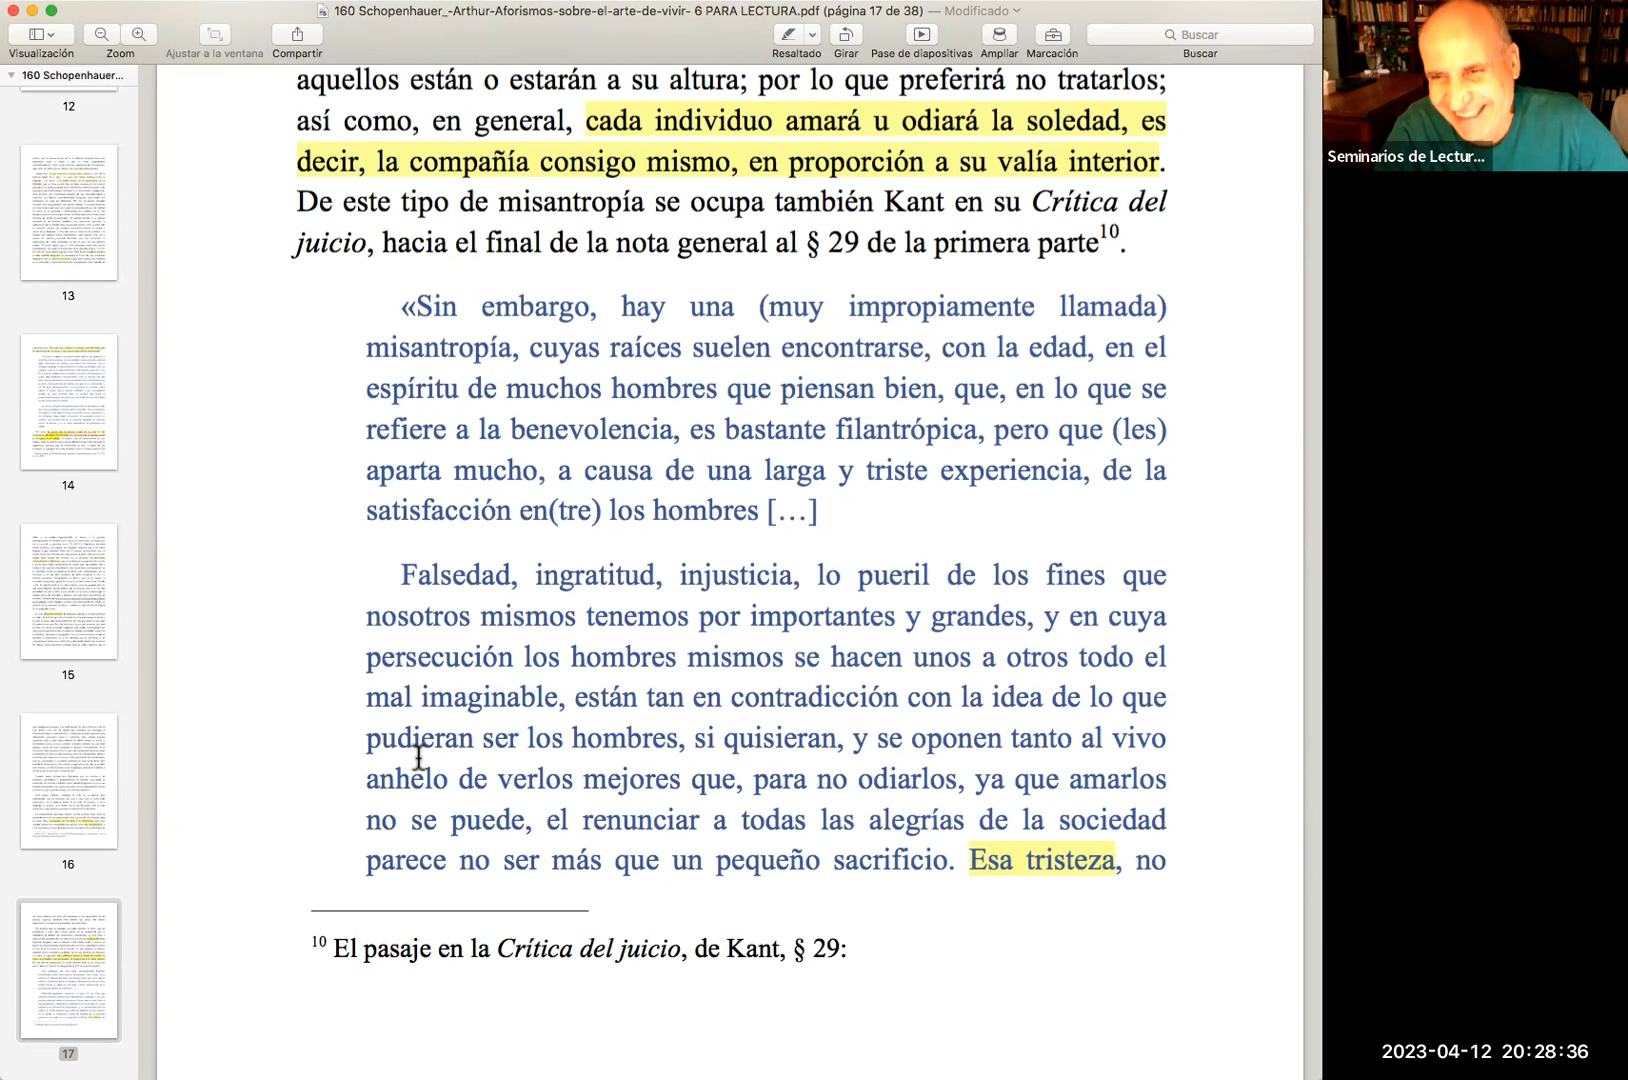 160 Schopenhauer_-Arthur-Aforismos-sobre-el-arte-de-vivir- 6 PARA LECTURA.pdf (página 17 de 38) — Modificado
Visualización
Zoom
Ajustar a la ventana
Compartir
Resaltado
Girar
Pase de diapositivas
Ampliar
Marcación
Buscar
Buscar
160 Schopenhauer...
12
13
14
15
16
17
aquellos están o estarán a su altura; por lo que preferirá no tratarlos;
así como, en general, cada individuo amará u odiará la soledad, es
decir, la compañía consigo mismo, en proporción a su valía interior.
De este tipo de misantropía se ocupa también Kant en su Crítica del
juicio, hacia el final de la nota general al § 29 de la primera parte10.
«Sin embargo, hay una (muy impropiamente llamada)
misantropía, cuyas raíces suelen encontrarse, con la edad, en el
espíritu de muchos hombres que piensan bien, que, en lo que se
refiere a la benevolencia, es bastante filantrópica, pero que (les)
aparta mucho, a causa de una larga y triste experiencia, de la
satisfacción en(tre) los hombres […]
Falsedad, ingratitud, injusticia, lo pueril de los fines que
nosotros mismos tenemos por importantes y grandes, y en cuya
persecución los hombres mismos se hacen unos a otros todo el
mal imaginable, están tan en contradicción con la idea de lo que
pudieran ser los hombres, si quisieran, y se oponen tanto al vivo
anhelo de verlos mejores que, para no odiarlos, ya que amarlos
no se puede, el renunciar a todas las alegrías de la sociedad
parece no ser más que un pequeño sacrificio. Esa tristeza, no
10 El pasaje en la Crítica del juicio, de Kant, § 29:
Seminarios de Lectur...
2023-04-12 20:28:36